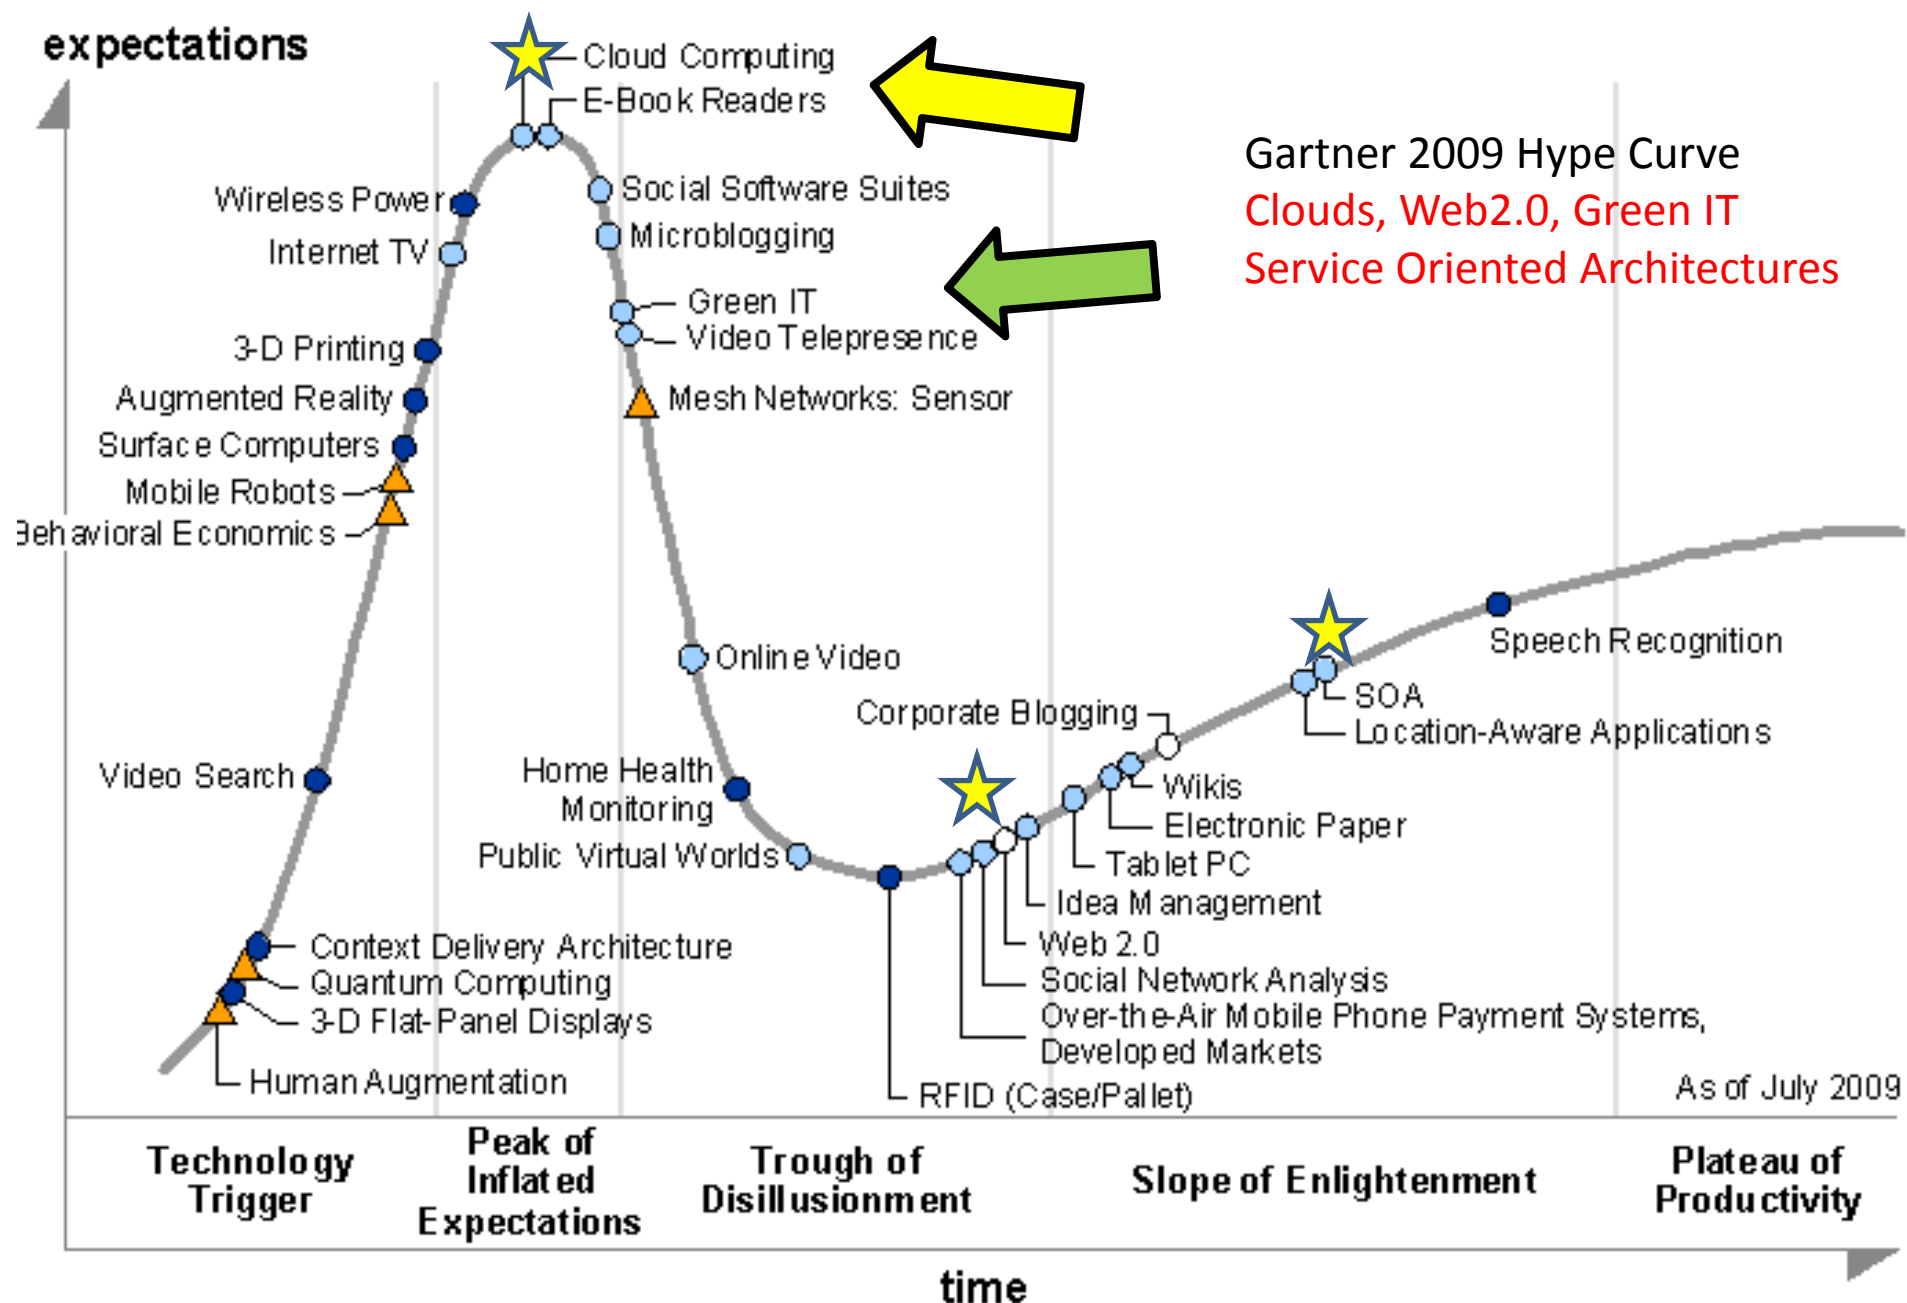 expectations
Cloud Computing
E-Book Readers
Gartner 2009 Hype Curve
Clouds, Web2.0, Green IT
Service Oriented Architectures
Wireless Power
Social Software Suites
Internet TV
Microblogging
Green IT
Video Telepresence
3-D Printing
Augmented Reality
Mesh Networks: Sensor
Surface Computers
Mobile Robots
Behavioral Economics
Online Video
Speech Recognition
SOA
Location-Aware Applications
Corporate Blogging
Video Search
Home Health
Monitoring
Wikis
Electronic Paper
Public Virtual Worlds
Tablet PC
Idea Management
Web 2.0
Context Delivery Architecture
Quantum Computing
3-D Flat-Panel Displays
Social Network Analysis
Over-the-Air Mobile Phone Payment Systems,
Developed Markets
Human Augmentation
RFID (Case/Pallet)
As of July 2009
Technology
Trigger
Peak of
Inflated
Expectations
Trough of
Disillusionment
Slope of Enlightenment
Plateau of
Productivity
time